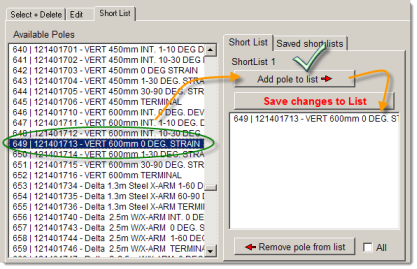 Select + Delete
Edit
Short List
Available Poles
640 | 121401701 - VERT 450mm INT. 1-10 DEG D
641 | 121401702 - VERT 450mm INT. 10-30 DEG
642 | 121401703 - VERT 450mm 0 DEG STRAIN
643 | 121401704 - VERT 450mm 1-30 DEG. STRA
644 | 121401705 - VERT 450mm 30-90 DEG. STR
645 | 121401706 - VERT 450mm TERMINAL
646 | 121401710 - VERT 600mm INT. 0 DEG. DEV
647 | 121401711 - VERT 600mm INT. 1-10 DEG. D
648 | 121401712 - VERT 600mm INT. 10-30 DEG.
649 | 121401713 - VERT 600mm 0 DEG. STRAIN
650 | 121401714 - VERT 600mm 1-30 DEG. STRA
651 | 121401715 - VERT 600mm 30-90 DEG. STR
652 | 121401716 - VERT 600mm TERMINAL
653 | 121401734 - Delta 1.3m Steel X-ARM 1-60 D
654 | 121401735 - Delta 1.3m Steel X-ARM 60-90 D
655 | 121401736 - Delta 1.3m Steel X-ARM TERMI
656 | 121401740 - Delta 2.5m W/X-ARM INT. 0 DE
657 | 121401743 - Delta 2.5m W/X-ARM 0 DEG. S
658 | 121401744 - Delta 2.5m W/X-ARM 1-60 DEG
659 | 121401746 - Delta 2.5m W/X-ARM TERMINA
Short List
Saved short lists
ShortList 1
Add pole to list
Save changes to List
649 | 121401713 - VERT 600mm 0 DEG. ST
Remove pole from list
All